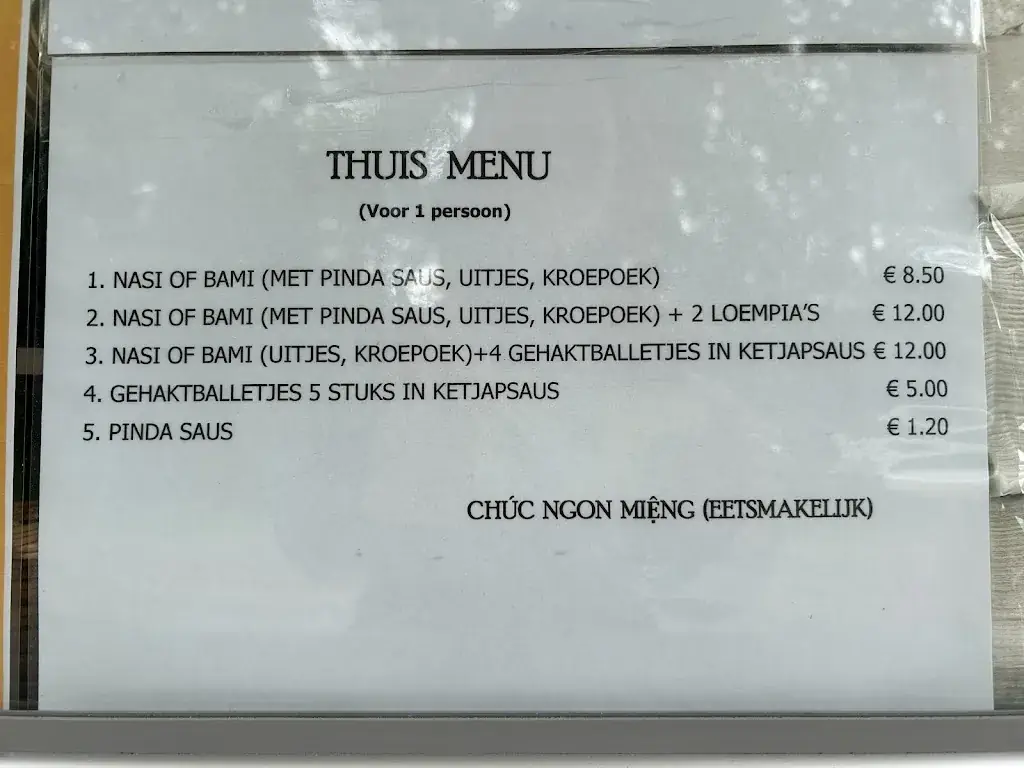 THUIS MENU
(Voor 1 persoon)
1. NASI OF BAMI (MET PINDA SAUS, UITJES, KROEPOEK) € 8.50
2. NASI OF BAMI (MET PINDA SAUS, UITJES, KROEPOEK) + 2 LOEMPIA'S € 12.00
3. NASI OF BAMI (UITJES, KROEPOEK)+4 GEHAKTBALLETJES IN KETJAPSAUS € 12.00
4. GEHAKTBALLETJES 5 STUKS IN KETJAPSAUS € 5.00
5. PINDA SAUS € 1.20
CHÚC NGON MIỆNG (EETSMAKELIJK)